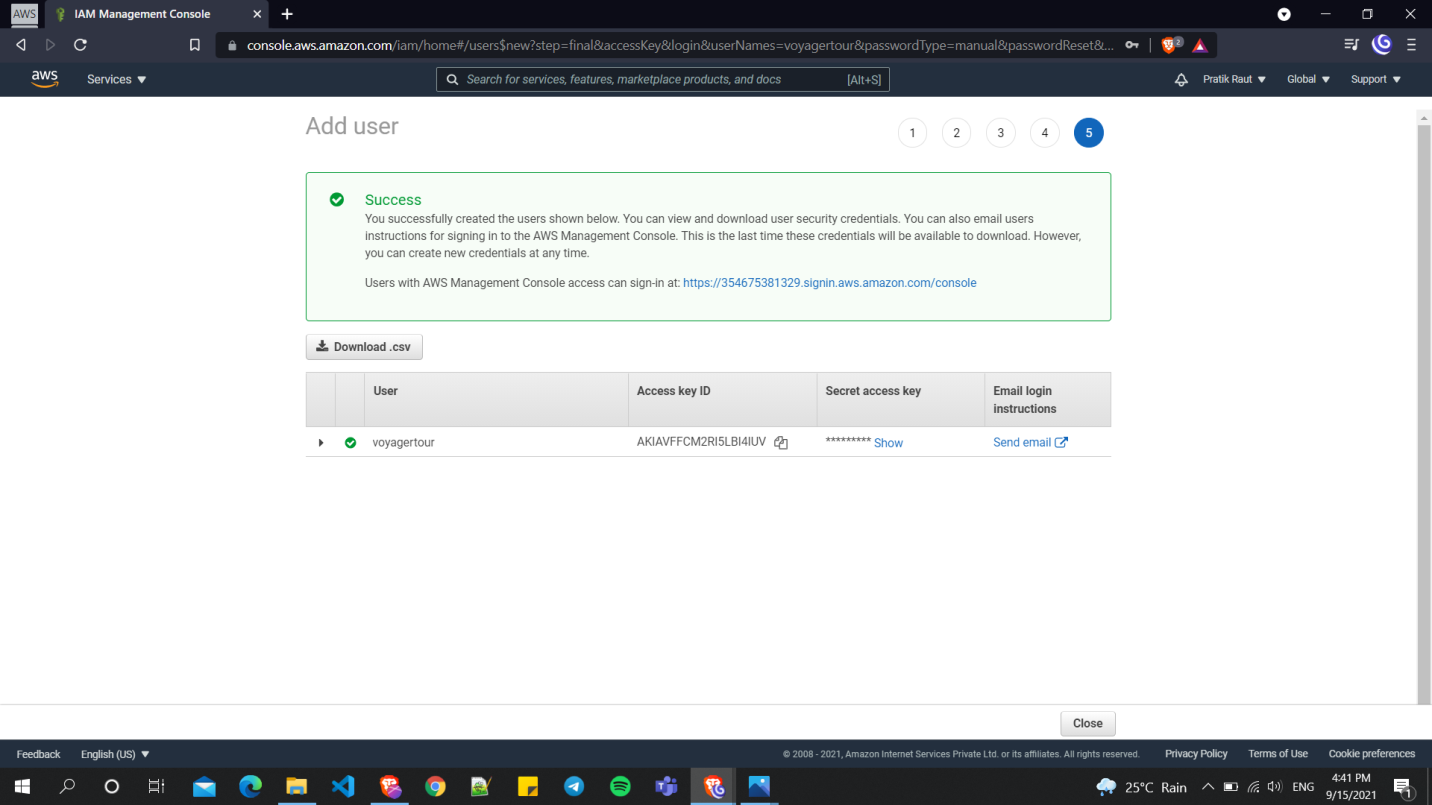 AWS
IAM Management Console
console.aws.amazon.com/iam/home#/users$new?step=final&accessKey&login&userNames=voyagertour&passwordType=manual&passwordReset&...
2
aws
Services
Search for services, features, marketplace products, and docs
[Alt+S]
Pratik Raut
Global
Support
Add user
1 2 3 4 5
Success
You successfully created the users shown below. You can view and download user security credentials. You can also email users
instructions for signing in to the AWS Management Console. This is the last time these credentials will be available to download. However,
you can create new credentials at any time.
Users with AWS Management Console access can sign-in at: https://354675381329.signin.aws.amazon.com/console
Download .csv
User
Access key ID
Secret access key
Email login
instructions
voyagertour
AKIAVFFCM2RI5LBI4IUV
********* Show
Send email
Close
Feedback
English (US)
© 2008 - 2021, Amazon Internet Services Private Ltd. or its affiliates. All rights reserved.
Privacy Policy
Terms of Use
Cookie preferences
25°C Rain
ENG
4:41 PM
9/15/2021
1